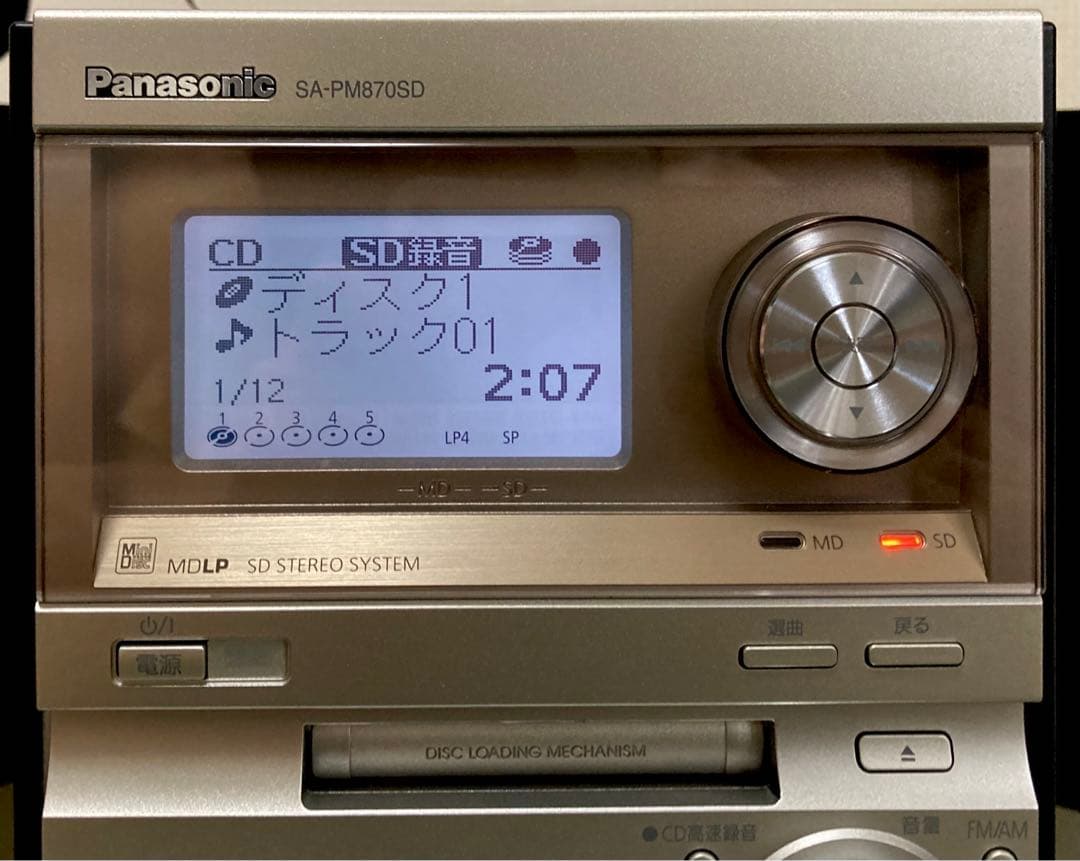 Panasonic SA-PM870SD
CD SD録音
ディスク1
トラック01
1/12 2:07
1 2 3 4 5
LP4 SP
MD SD
Mini Disc MDLP SD STEREO SYSTEM MD SD
電源 選曲 戻る
DISC LOADING MECHANISM
●CD高速録音 音量 FM/AM